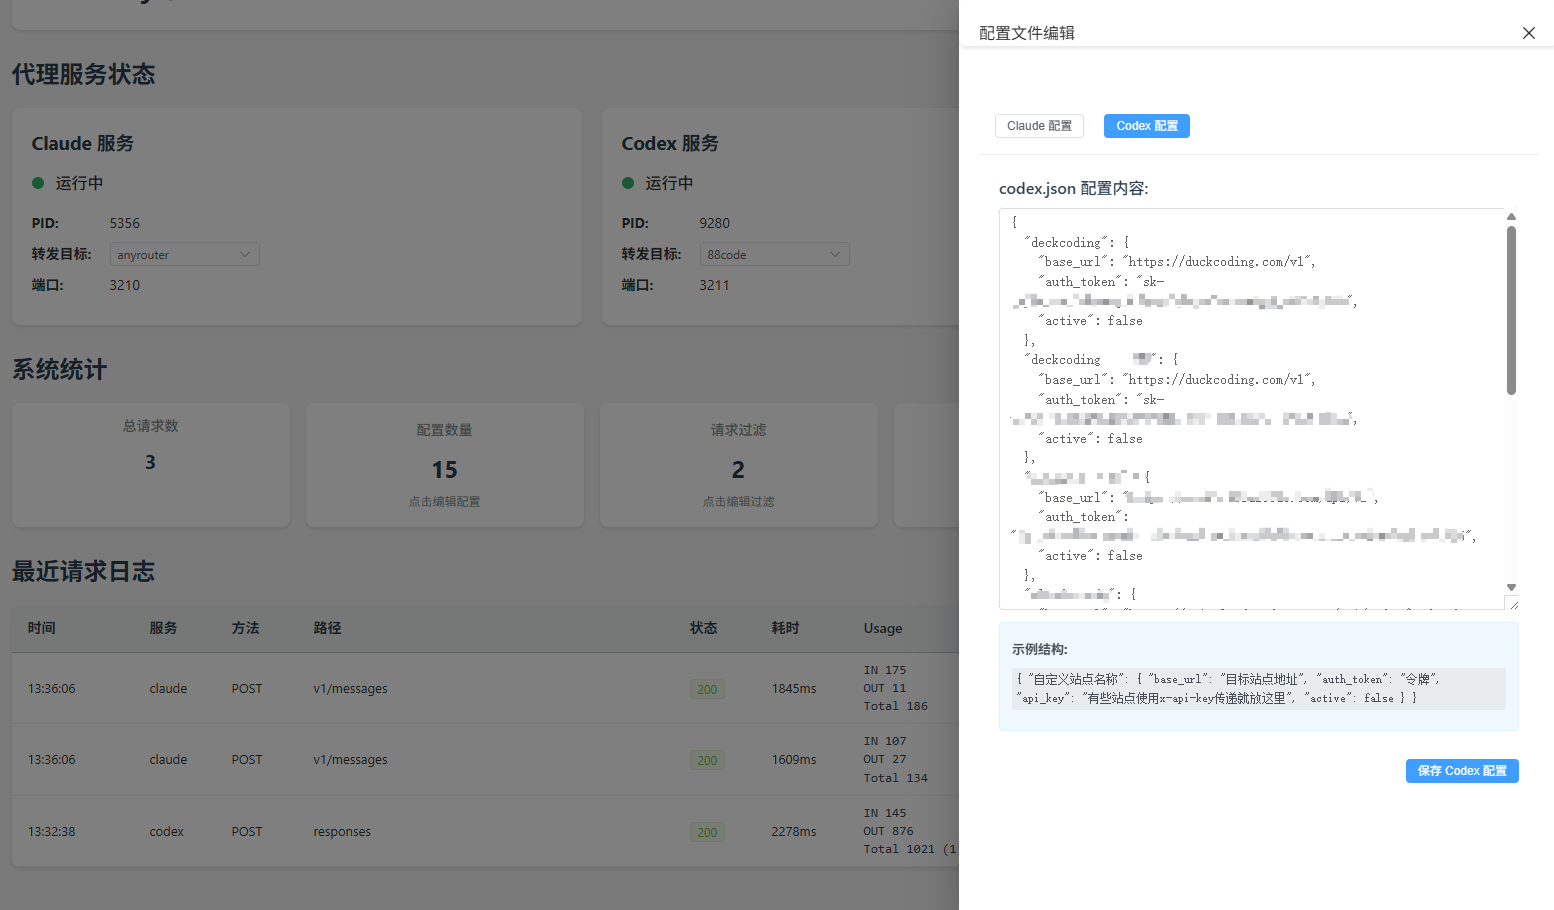 代理服务状态
Claude 服务
运行中
PID: 5356
转发目标: anyrouter
端口: 3210
Codex 服务
运行中
PID: 9280
转发目标: 88code
端口: 3211
系统统计
总请求数
3
配置数量
15
点击编辑配置
请求过滤
2
点击编辑过滤
最近请求日志
时间 服务 方法 路径 状态 耗时 Usage
13:36:06 claude POST v1/messages 200 1845ms
IN 175
OUT 11
Total 186
13:36:06 claude POST v1/messages 200 1609ms
IN 107
OUT 27
Total 134
13:32:38 codex POST responses 200 2278ms
IN 145
OUT 876
Total 1021 (1
配置文件编辑
Claude 配置 Codex 配置
codex.json 配置内容:
{
"deckcoding": {
"base_url": "https://duckcoding.com/v1",
"auth_token": "sk-
",
"active": false
},
"deckcoding ": {
"base_url": "https://duckcoding.com/v1",
"auth_token": "sk-
",
"active": false
},
" {
"base_url": " ",
"auth_token":
" ",
"active": false
},
" ": {
示例结构:
{ "自定义站点名称": { "base_url": "目标站点地址", "auth_token": "令牌",
"api_key": "有些站点使用x-api-key传递就放这里", "active": false } }
保存 Codex 配置